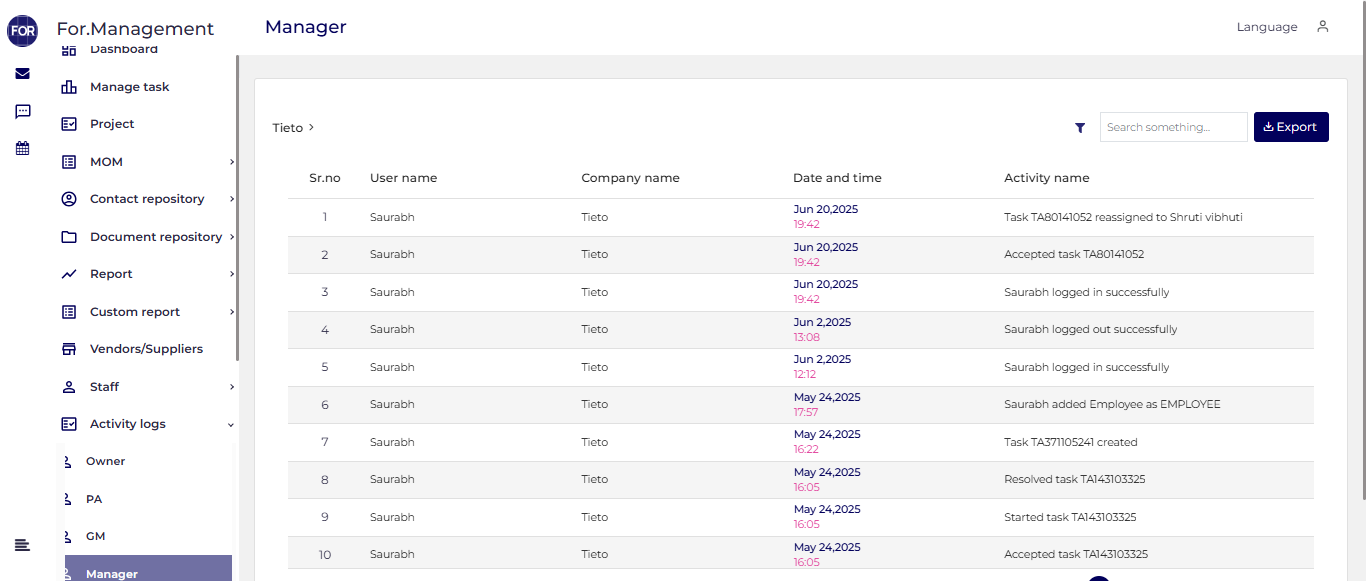 FOR
For.Management
Dashboard
Manage task
Project
MOM
Contact repository
Document repository
Report
Custom report
Vendors/Suppliers
Staff
Activity logs
Owner
PA
GM
Manager
Manager
Language
Tieto >
Search something...
Export
Sr.no User name Company name Date and time Activity name
1 Saurabh Tieto Jun 20,2025 Task TA80141052 reassigned to Shruti vibhuti
19:42
2 Saurabh Tieto Jun 20,2025 Accepted task TA80141052
19:42
3 Saurabh Tieto Jun 20,2025 Saurabh logged in successfully
19:42
4 Saurabh Tieto Jun 2,2025 Saurabh logged out successfully
13:08
5 Saurabh Tieto Jun 2,2025 Saurabh logged in successfully
12:12
6 Saurabh Tieto May 24,2025 Saurabh added Employee as EMPLOYEE
17:57
7 Saurabh Tieto May 24,2025 Task TA371105241 created
16:22
8 Saurabh Tieto May 24,2025 Resolved task TA143103325
16:05
9 Saurabh Tieto May 24,2025 Started task TA143103325
16:05
10 Saurabh Tieto May 24,2025 Accepted task TA143103325
16:05